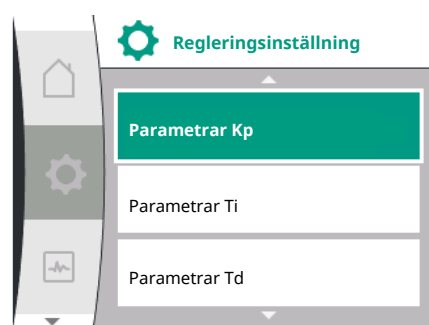 Regleringsinställning
Parametrar Kp
Parametrar Ti
Parametrar Td